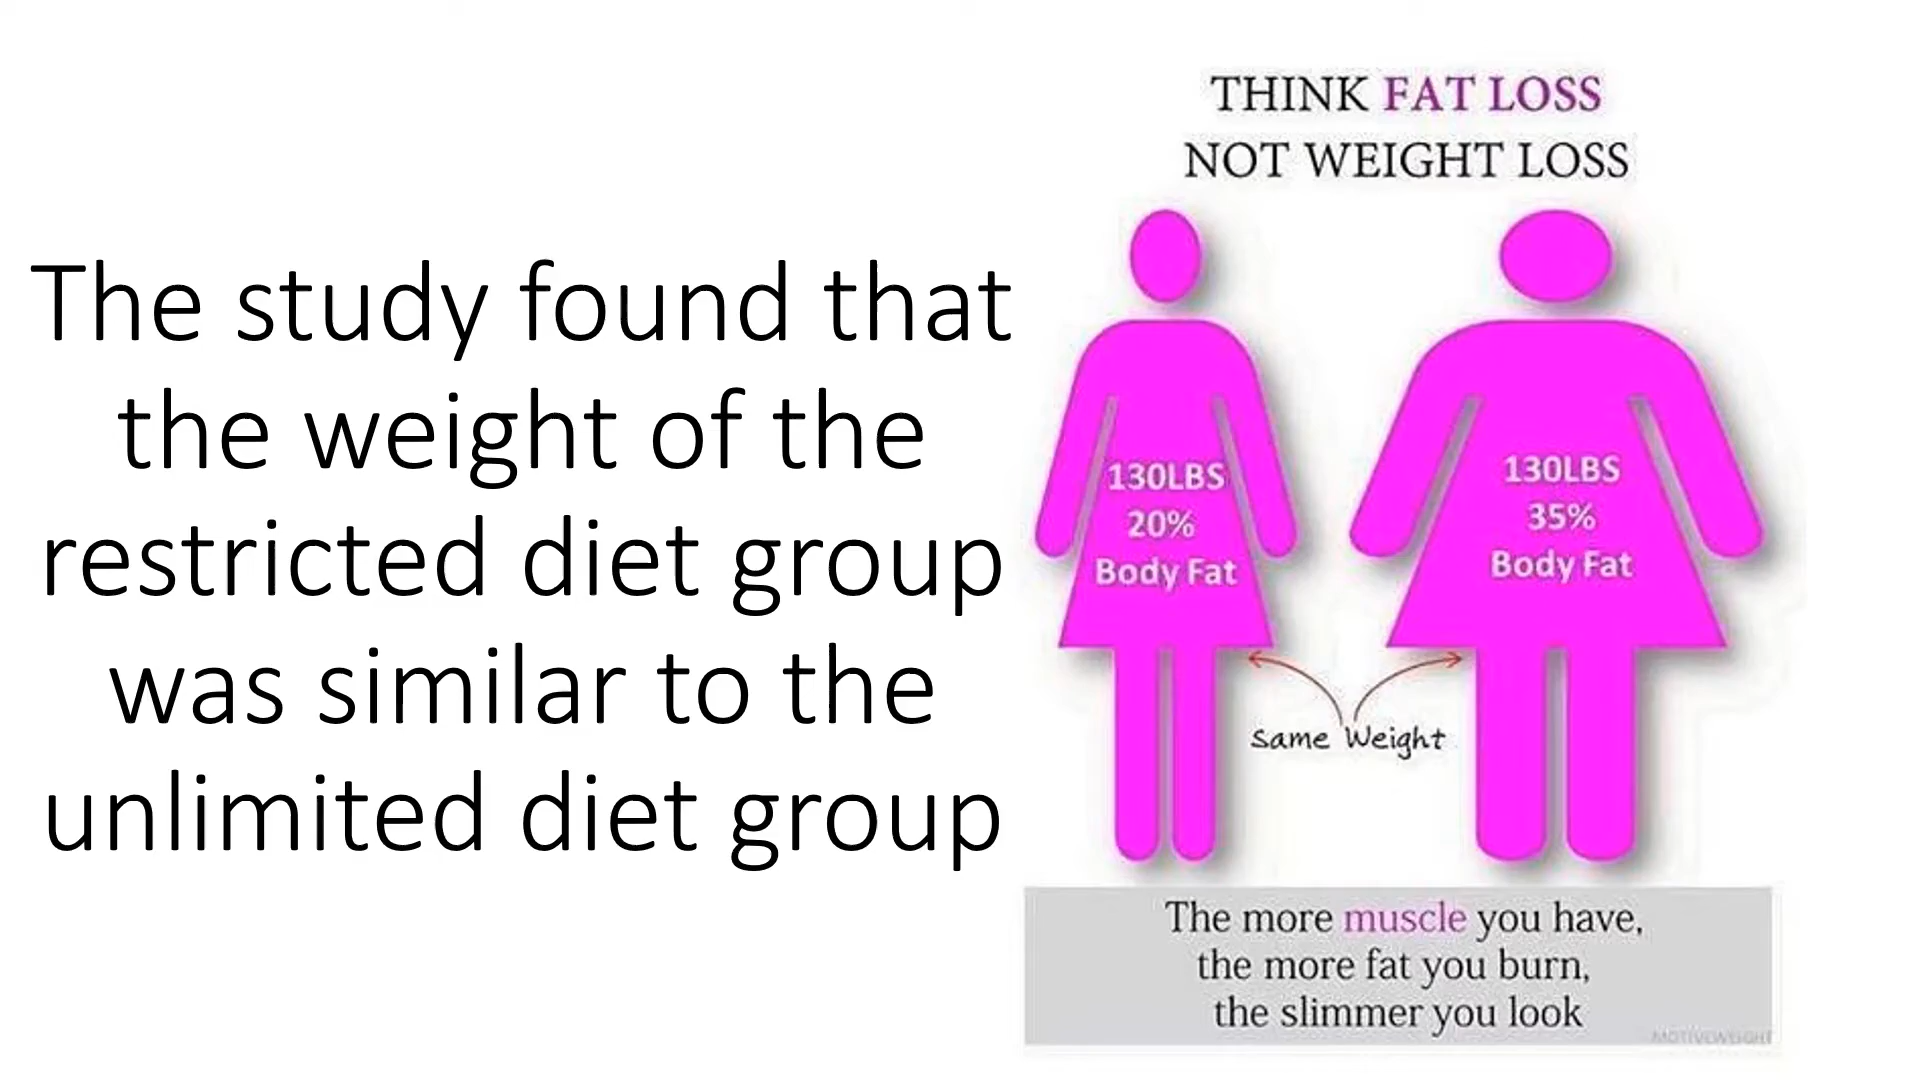 The study found that
the weight of the
restricted diet group
was similar to the
unlimited diet group
THINK FAT LOSS
NOT WEIGHT LOSS
130LBS
20%
Body Fat
130LBS
35%
Body Fat
Same Weight
The more muscle you have,
the more fat you burn,
the slimmer you look
MOTIVEWEIGHT